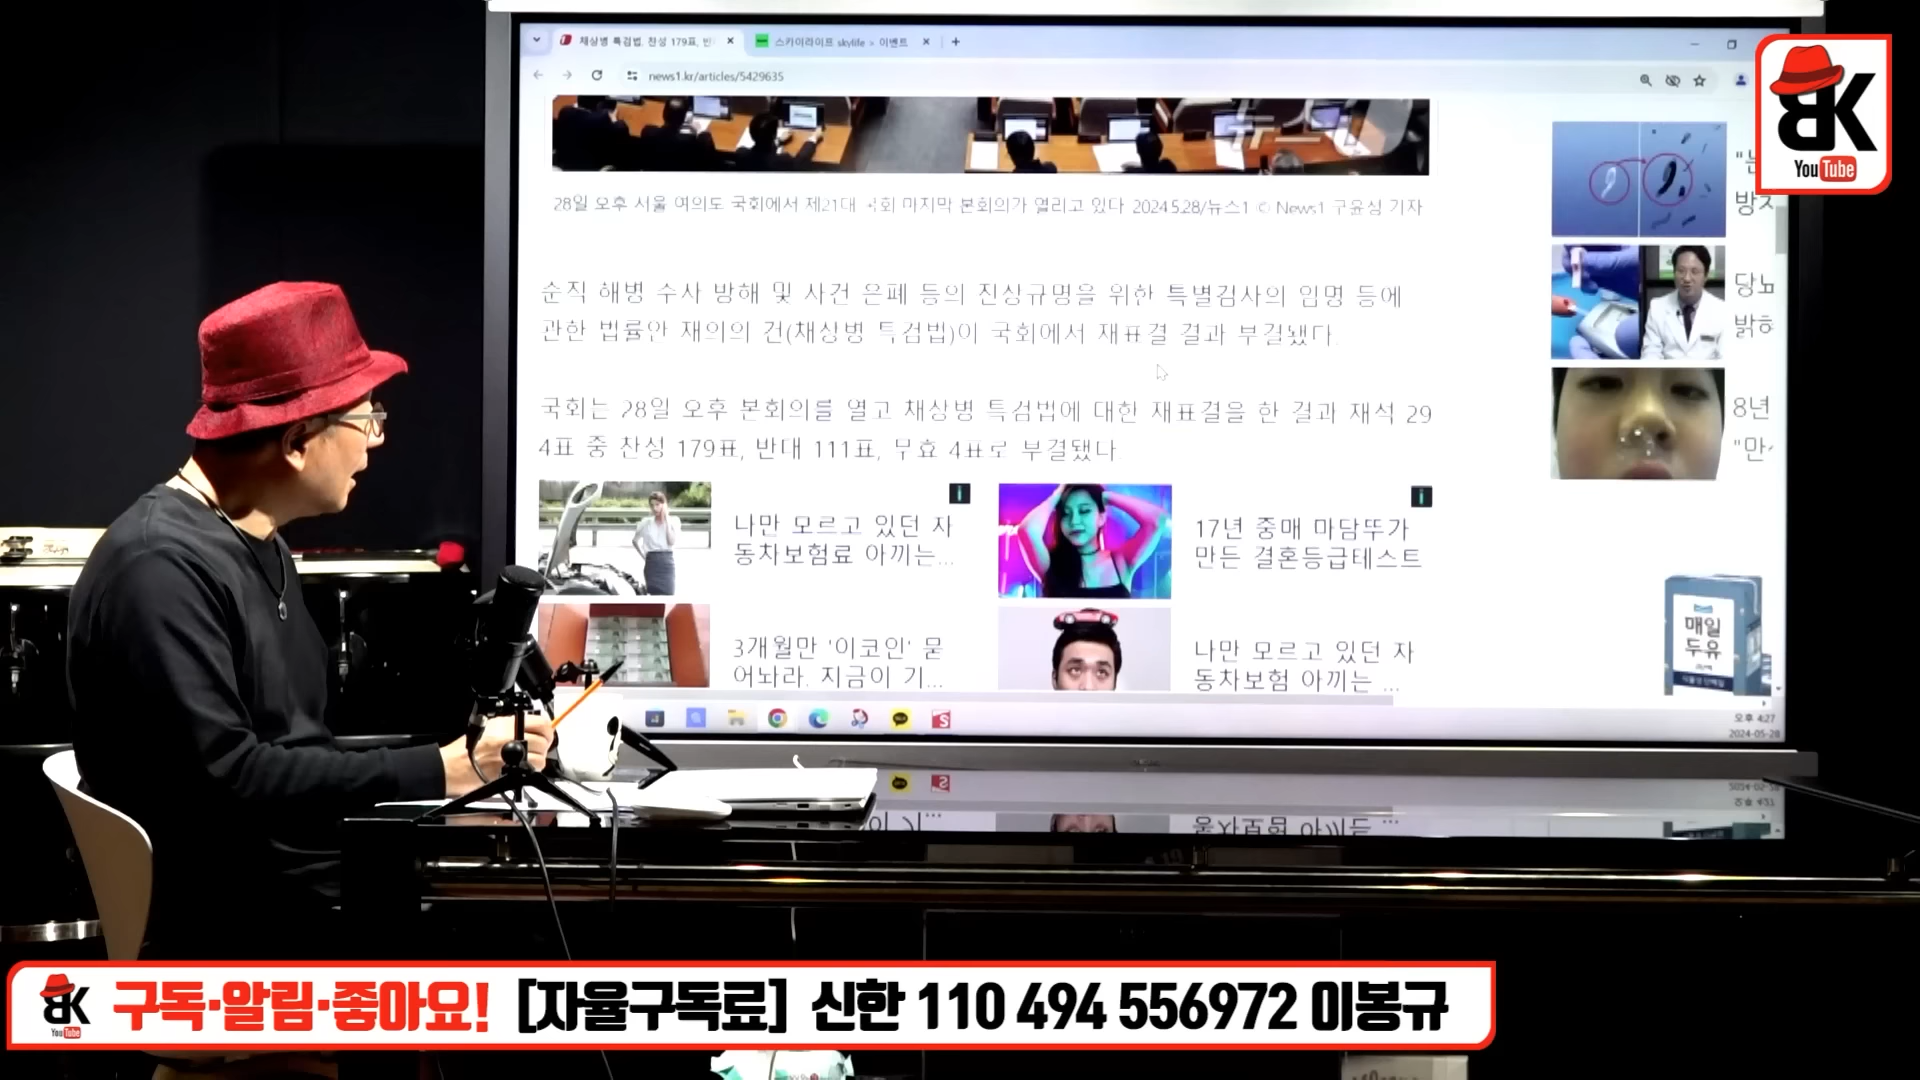 채상병 특검법, 찬성 179표, 반
스카이라이프 skylife > 이벤트
news1.kr/articles/5429635
BK
YouTube
뉴스1
28일 오후 서울 여의도 국회에서 제21대 국회 마지막 본회의가 열리고 있다 2024.5.28/뉴스1 © News1 구윤성 기자
순직 해병 수사 방해 및 사건 은폐 등의 진상규명을 위한 특별검사의 임명 등에
관한 법률안 재의의 건(채상병 특검법)이 국회에서 재표결 결과 부결됐다.
국회는 28일 오후 본회의를 열고 채상병 특검법에 대한 재표결을 한 결과 재석 29
4표 중 찬성 179표, 반대 111표, 무효 4표로 부결됐다.
나만 모르고 있던 자
동차보험료 아끼는...
17년 중매 마담뚜가
만든 결혼등급테스트
3개월만 '이코인' 묻
어놔라. 지금이 기...
나만 모르고 있던 자
동차보험 아끼는 ...
당뇨
밝혀
8년
"만
매일
두유
오후 4:27
2024-05-28
BK
YouTube
구독·알림·좋아요! [자율구독료] 신한 110 494 556972 이봉규